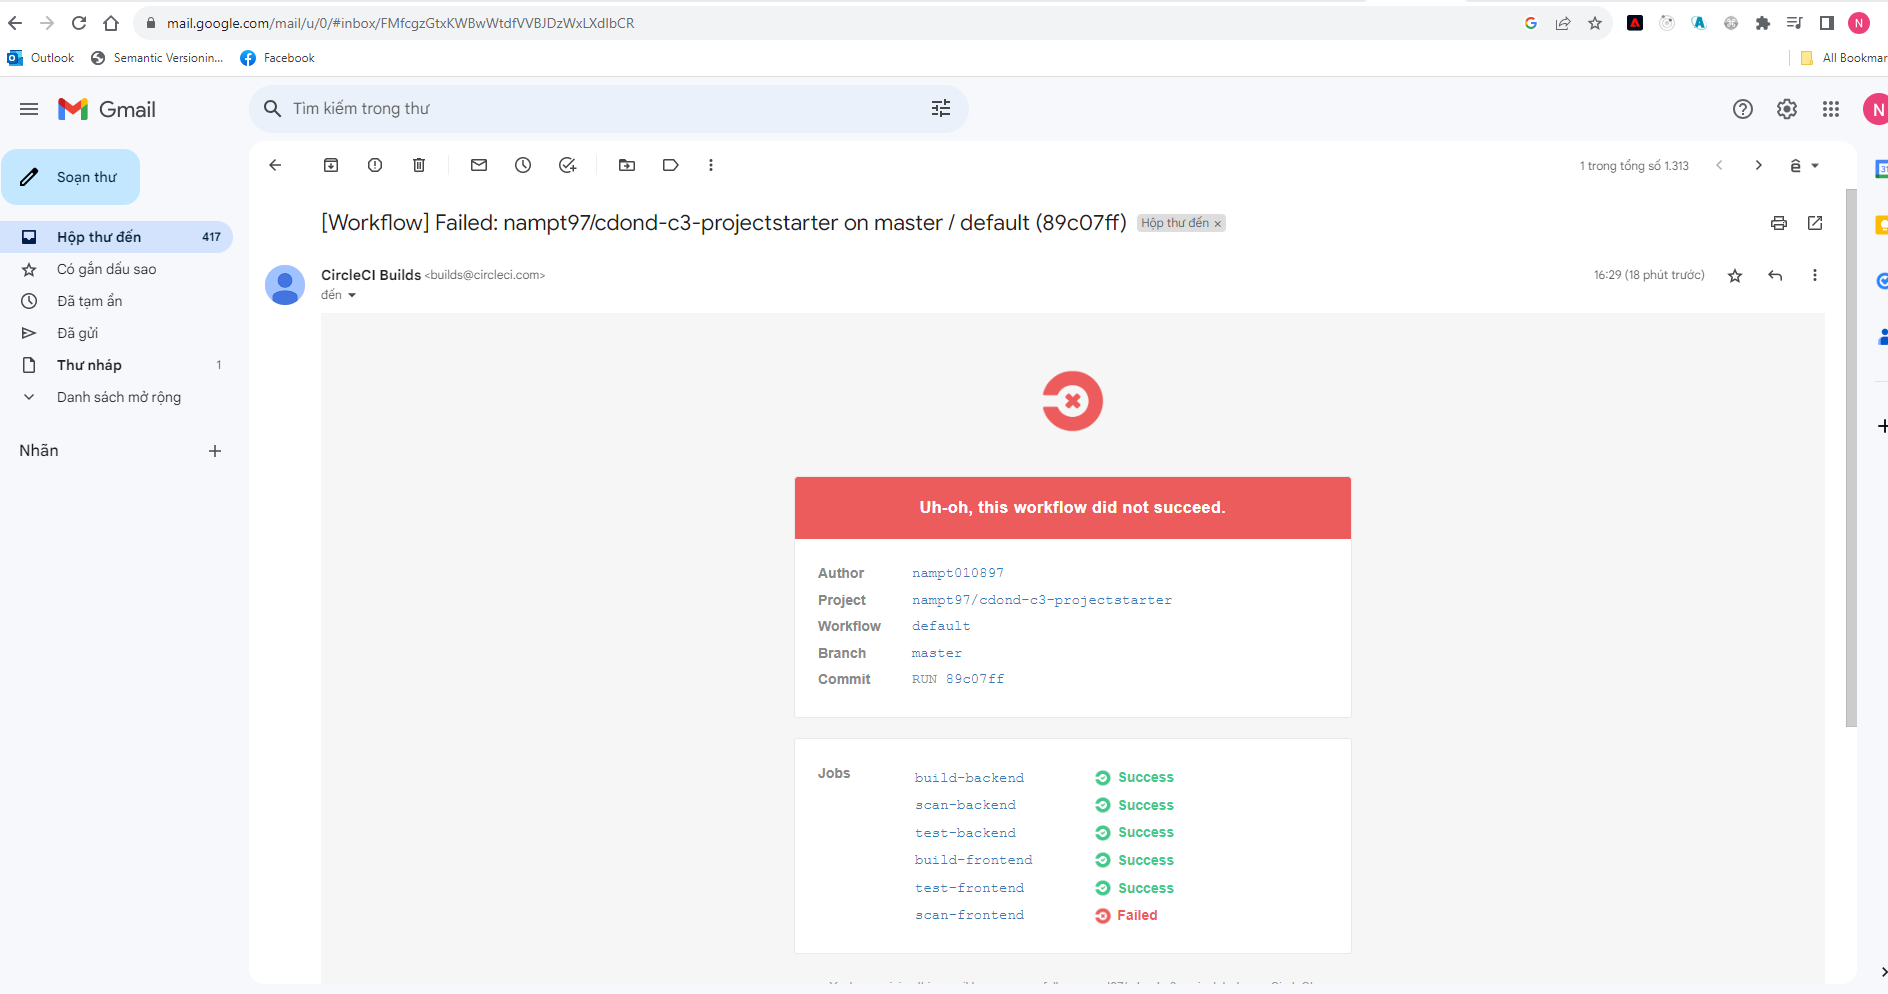 mail.google.com/mail/u/0/#inbox/FMfcgzGtxKWBwWtdfVVBJDzWxLXdIbCR
N
Outlook
Semantic Versionin...
Facebook
All Bookmar
Gmail
Tìm kiếm trong thư
N
Soạn thư
1 trong tổng số 1.313
ê
[Workflow] Failed: nampt97/cdond-c3-projectstarter on master / default (89c07ff)
Hộp thư đến ×
Hộp thư đến 417
Có gắn dấu sao
Đã tạm ẩn
Đã gửi
Thư nháp 1
Danh sách mở rộng
Nhãn
CircleCI Builds <builds@circleci.com>
16:29 (18 phút trước)
đến
Uh-oh, this workflow did not succeed.
Author nampt010897
Project nampt97/cdond-c3-projectstarter
Workflow default
Branch master
Commit RUN 89c07ff
Jobs
build-backend Success
scan-backend Success
test-backend Success
build-frontend Success
test-frontend Success
scan-frontend Failed